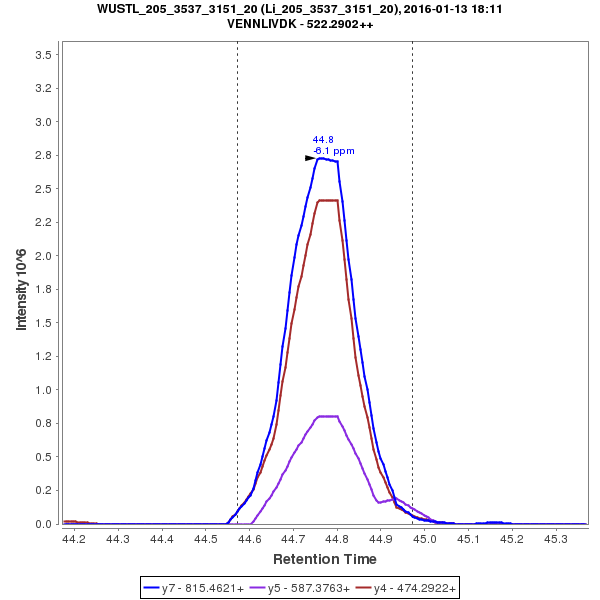 WUSTL_205_3537_3151_20 (Li_205_3537_3151_20), 2016-01-13 18:11
VENNLIVDK - 522.2902++
3.5
3.2
3.0
2.8
2.5
2.2
2.0
1.8
1.5
1.2
1.0
0.8
0.5
0.2
0.0
Intensity 10^6
44.8
-6.1 ppm
44.2 44.3 44.4 44.5 44.6 44.7 44.8 44.9 45.0 45.1 45.2 45.3
Retention Time
y7 - 815.4621+ y5 - 587.3763+ y4 - 474.2922+